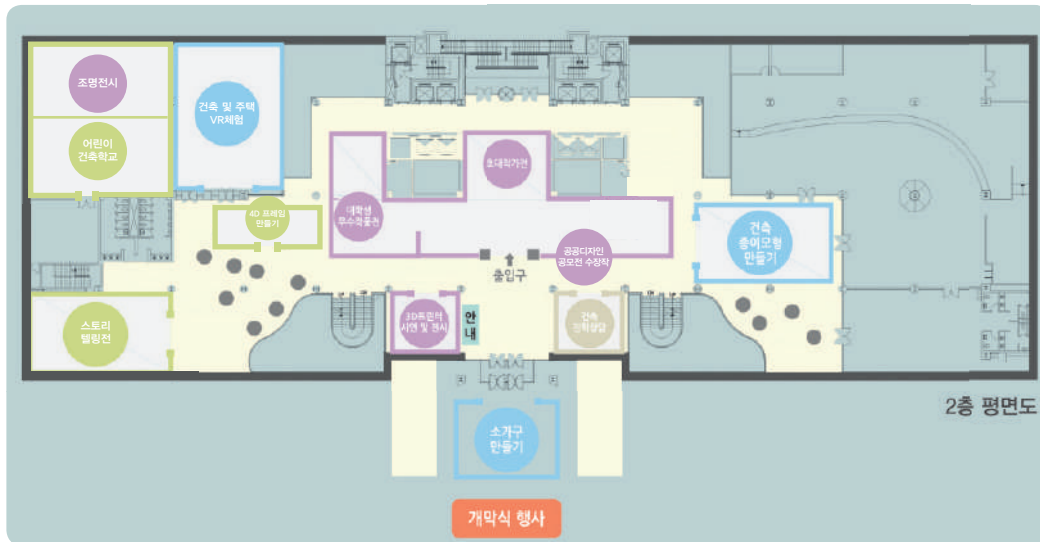 조명전시
어린이
건축학교
건축 및 주택
VR체험
4D 프레임
만들기
대학생
우수작품전
초대작가전
공공디자인
공모전 수장작
건축
종이모형
만들기
출입구
스토리
텔링전
3D프린터
시연 및 전시
안
내
건축
진학상담
소가구
만들기
2층 평면도
개막식 행사